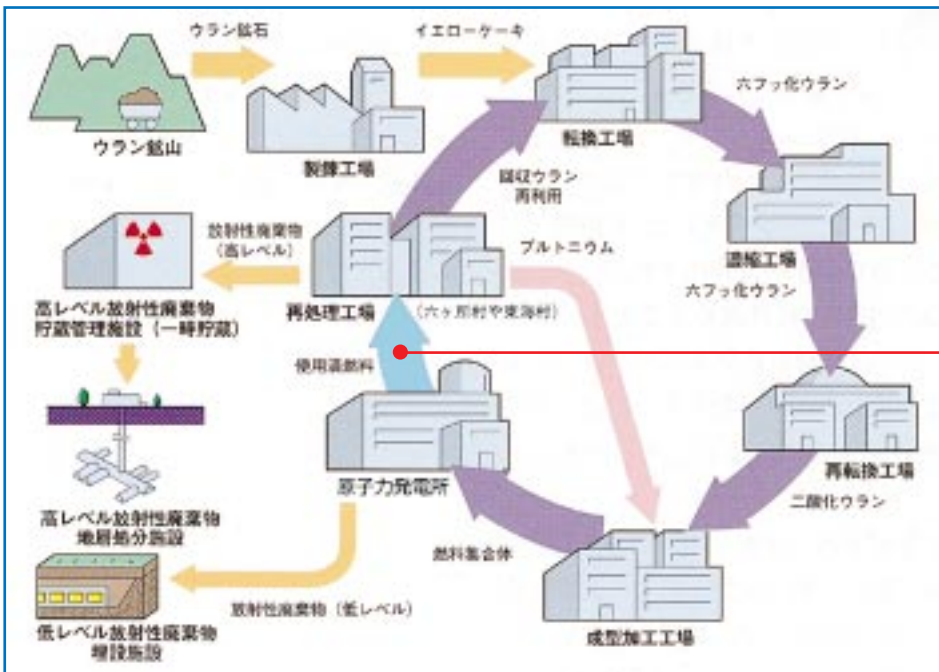 ウラン鉱石
イエローケーキ
六フッ化ウラン
ウラン鉱山
製錬工場
転換工場
回収ウラン
再利用
放射性廃棄物
(高レベル)
プルトニウム
濃縮工場
六フッ化ウラン
高レベル放射性廃棄物
貯蔵管理施設(一時貯蔵)
再処理工場
(六ヶ所村や東海村)
使用済燃料
再転換工場
原子力発電所
二酸化ウラン
高レベル放射性廃棄物
地層処分施設
燃料集合体
放射性廃棄物(低レベル)
成型加工工場
低レベル放射性廃棄物
埋設施設